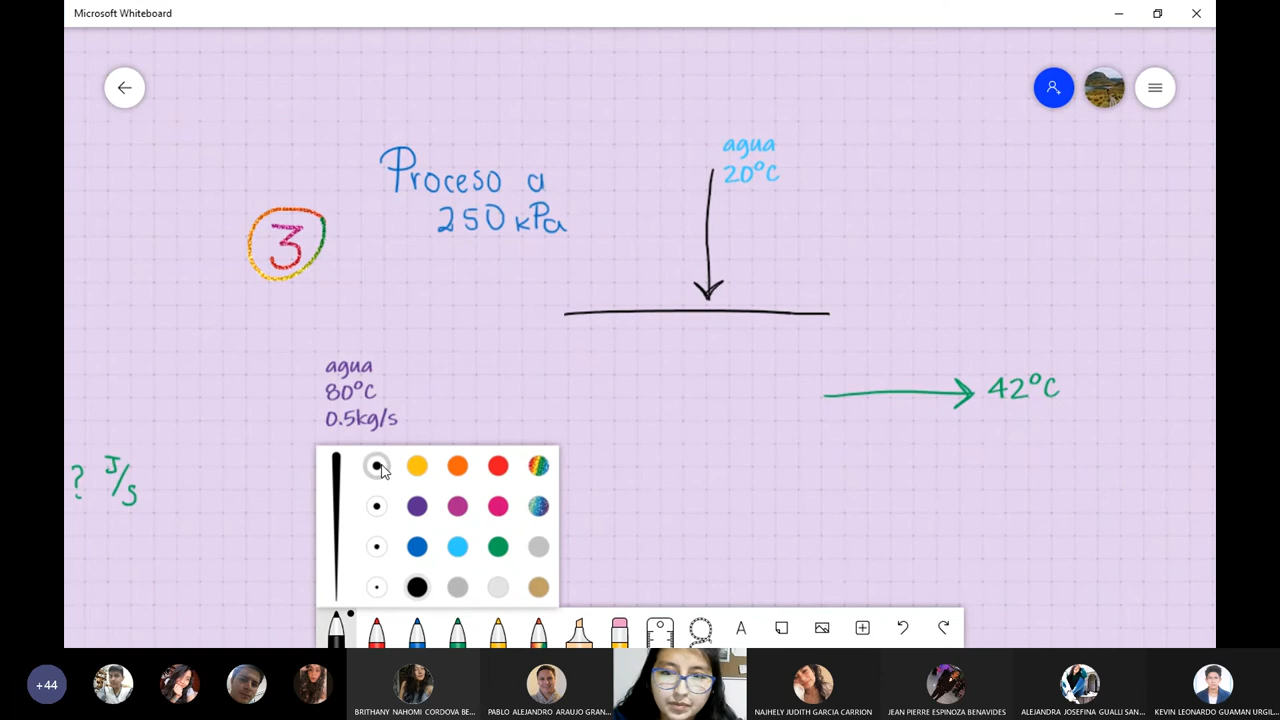 Microsoft Whiteboard
agua
20°C
Proceso a
250 kPa
3
agua
80°C
0.5kg/s
42°C
? J/s
A
+44
BRITHANY NAHOMI CORDOVA BE...
PABLO ALEJANDRO ARAUJO GRAN...
NAJHELY JUDITH GARCIA CARRION
JEAN PIERRE ESPINOZA BENAVIDES
ALEJANDRA JOSEFINA GUALLI SAN...
KEVIN LEONARDO GUAMAN URGIL...